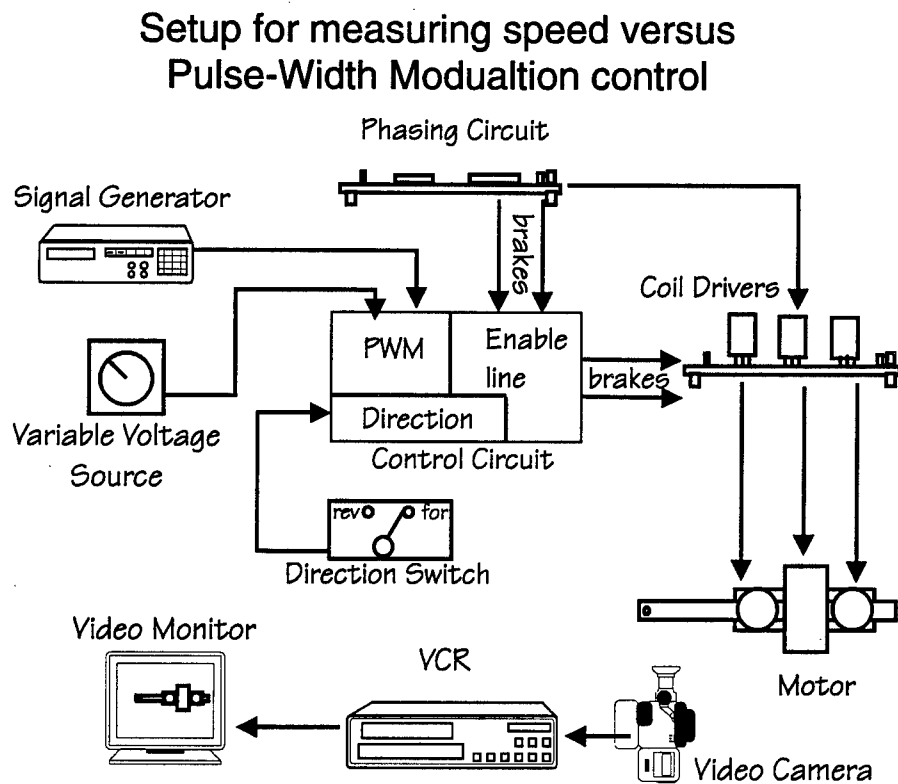 Setup for measuring speed versus
Pulse-Width Modualtion control
Phasing Circuit
Signal Generator
brakes
Coil Drivers
PWM
Enable
line
brakes
Direction
Variable Voltage
Source
Control Circuit
rev
for
Direction Switch
Video Monitor
VCR
Motor
Video Camera